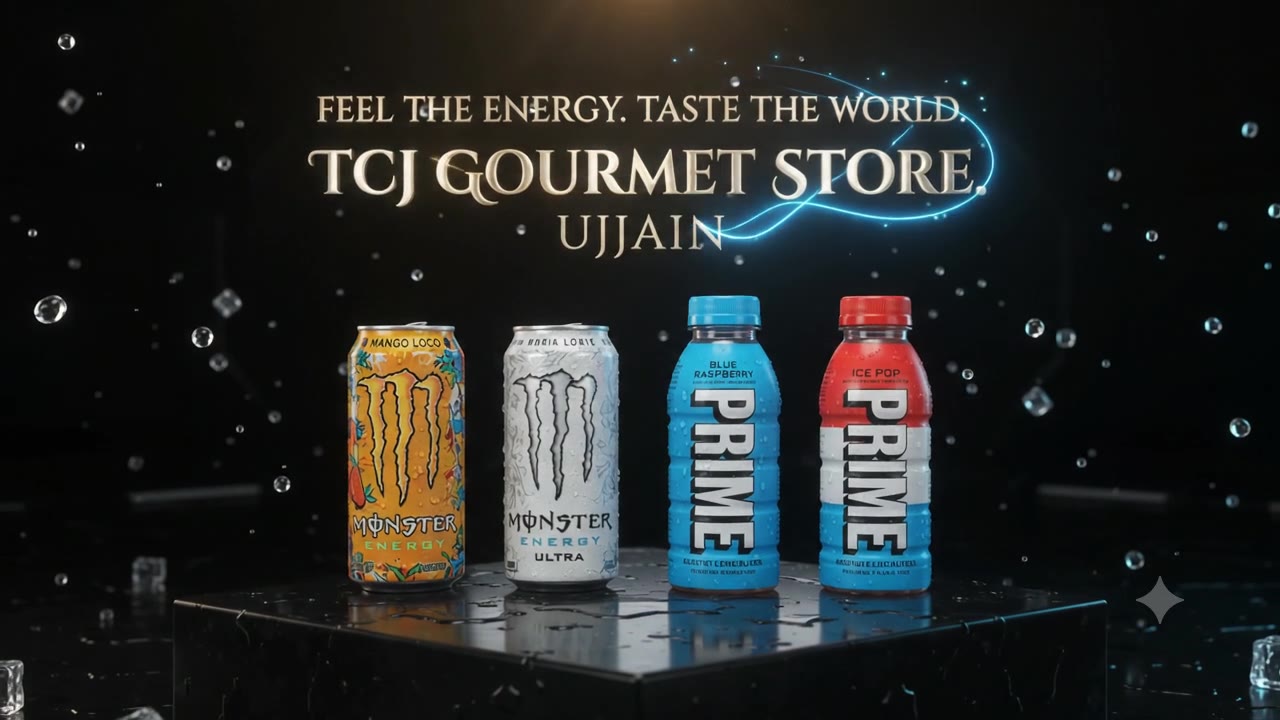 FEEL THE ENERGY. TASTE THE WORLD.
TCJ GOURMET STORE.
UJJAIN
MANGO LOCO
MONSTER
ENERGY
MONSTER
ENERGY
ULTRA
BLUE
RASPBERRY
PRIME
ICE POP
PRIME